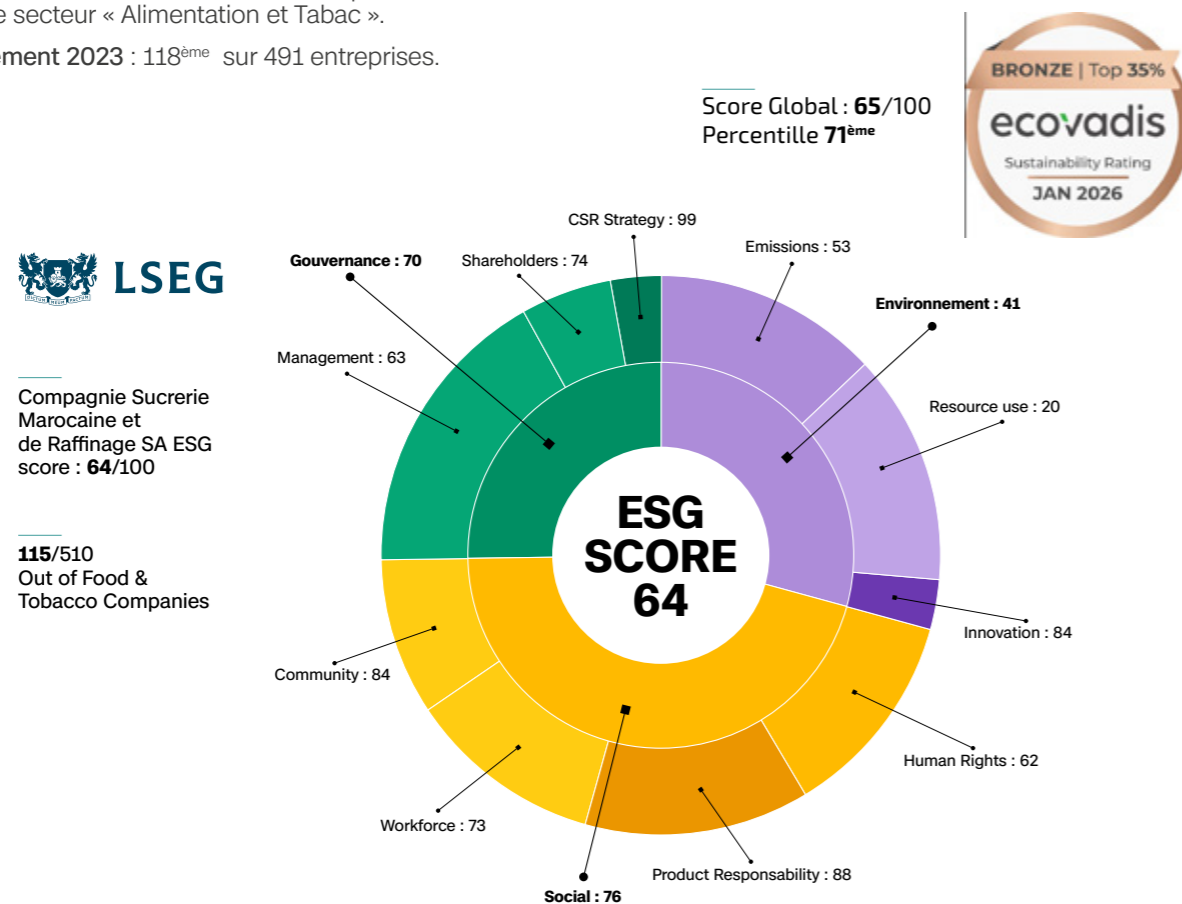 e secteur « Alimentation et Tabac ».
ement 2023 : 118ème sur 491 entreprises.
Score Global : 65/100
Percentille 71ème
BRONZE | Top 35%
ecovadis
Sustainability Rating
JAN 2026
LSEG
Compagnie Sucrerie
Marocaine et
de Raffinage SA ESG
score : 64/100
115/510
Out of Food &
Tobacco Companies
CSR Strategy : 99
Emissions : 53
Gouvernance : 70
Shareholders : 74
Environnement : 41
Management : 63
Resource use : 20
ESG
SCORE
64
Innovation : 84
Community : 84
Human Rights : 62
Workforce : 73
Product Responsability : 88
Social : 76